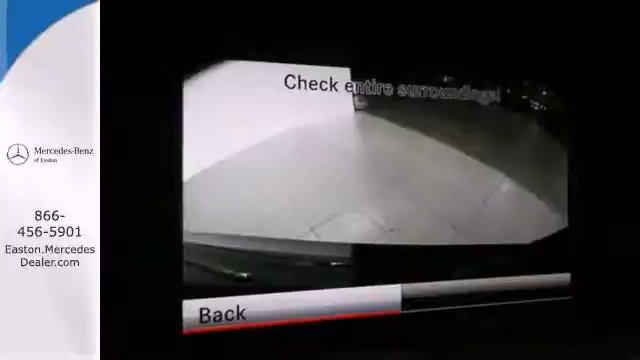 Mercedes-Benz
of Easton
866-
456-5901
Easton.Mercedes
Dealer.com
Check entire surroundings!
Back